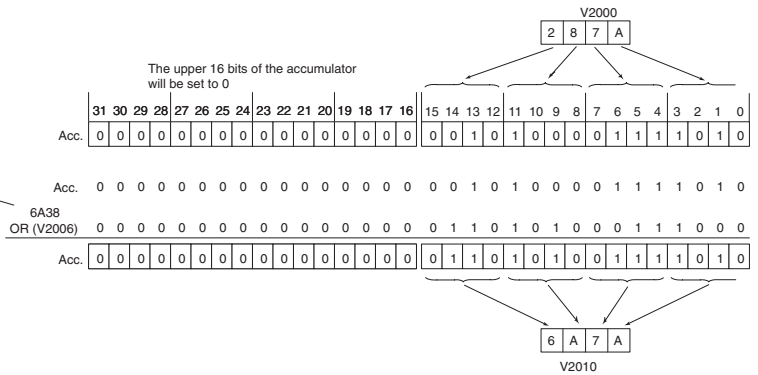 V2000
2 8 7 A
The upper 16 bits of the accumulator
will be set to 0
31 30 29 28 27 26 25 24 23 22 21 20 19 18 17 16 15 14 13 12 11 10 9 8 7 6 5 4 3 2 1 0
Acc. 0 0 0 0 0 0 0 0 0 0 0 0 0 0 0 0 0 0 1 0 1 0 0 0 0 1 1 1 1 0 1 0
Acc. 0 0 0 0 0 0 0 0 0 0 0 0 0 0 0 0 0 0 1 0 1 0 0 0 0 1 1 1 1 0 1 0
6A38
OR (V2006) 0 0 0 0 0 0 0 0 0 0 0 0 0 0 0 0 0 1 1 0 1 0 1 0 0 0 1 1 1 0 0 0
Acc. 0 0 0 0 0 0 0 0 0 0 0 0 0 0 0 0 0 1 1 0 1 0 1 0 0 1 1 1 1 0 1 0
6 A 7 A
V2010